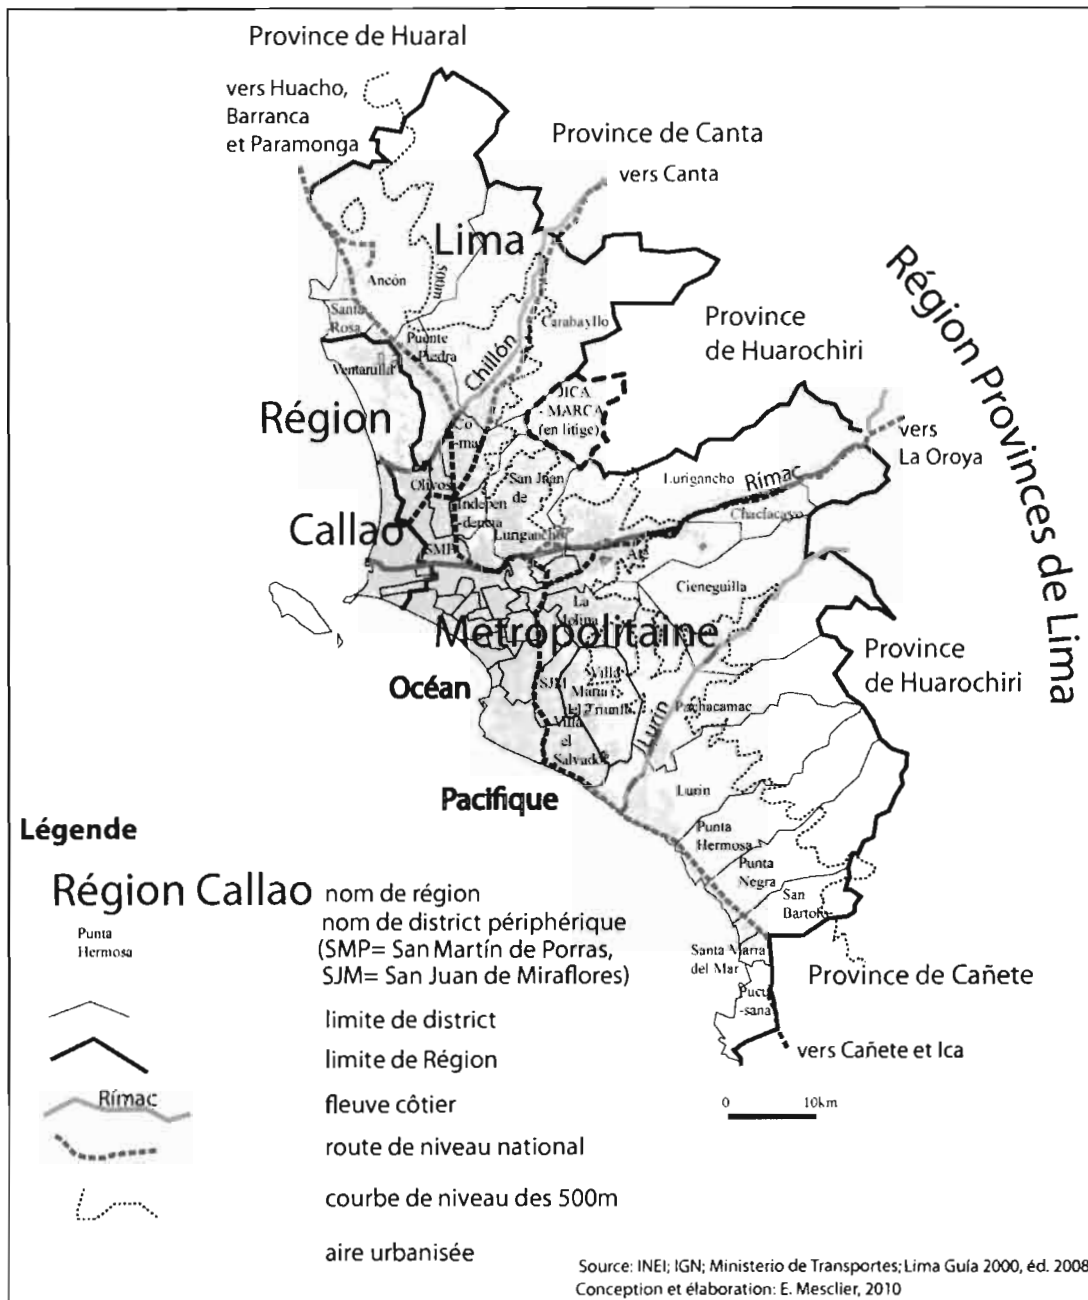 Province de Huaral
vers Huacho,
Barranca
et Paramonga
Province de Canta
vers Canta
Lima
500m
Ancón
Santa
Rosa
Puente
Piedra
Chillón
Carabayllo
Ventanilla
Province
de Huarochiri
Région Provinces de Lima
JICA
- MARCA
(en litige)
Région
Co-
-mas
vers
La Oroya
Lurigancho
Rímac
San Juan
de
Lurigancho
Olivos
Indepen
-dencia
Chaclacayo
Callao
SMP
Ate
Cieneguilla
La
Molina
Métropolitaine
Province
de Huarochiri
Océan
SJM
Villa
María
del Triunfo
Pachacamac
Lurín
Villa
el
Salvador
Pacifique
Lurin
Punta
Hermosa
Punta
Negra
San
Bartolo
Santa María
del Mar
Province de Cañete
Pucu
-sana
vers Cañete et Ica
0 10km
Légende
Région Callao nom de région
Punta
Hermosa
nom de district périphérique
(SMP= San Martín de Porras,
SJM= San Juan de Miraflores)
limite de district
limite de Région
Rímac fleuve côtier
route de niveau national
courbe de niveau des 500m
aire urbanisée
Source: INEI; IGN; Ministerio de Transportes; Lima Guía 2000, éd. 2008
Conception et élaboration: E. Mesclier, 2010